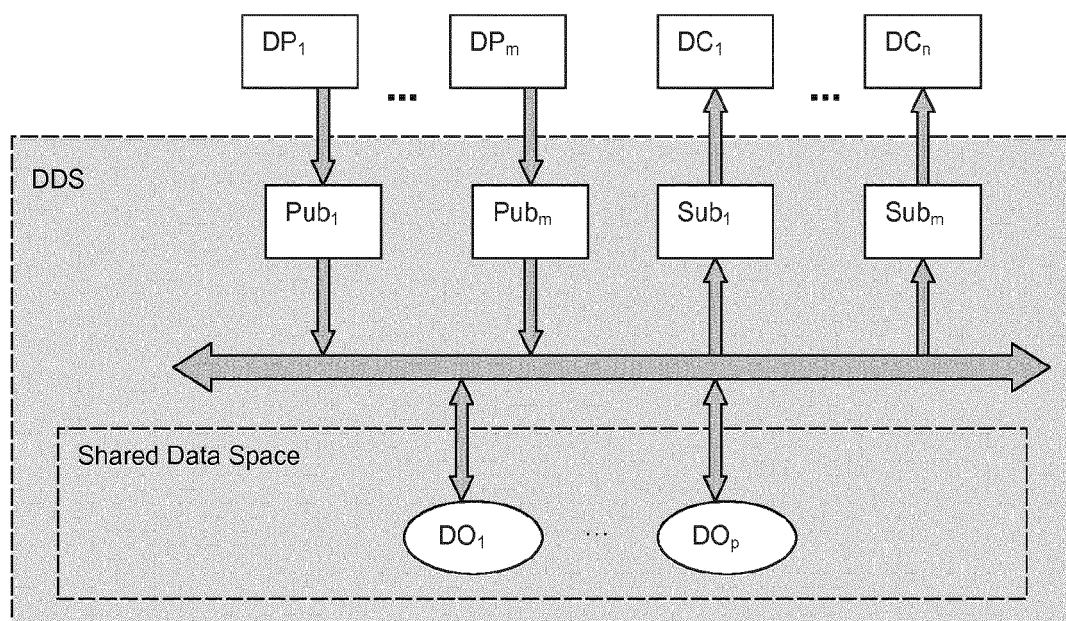 DP₁
...
DPₘ
DC₁
...
DCₙ
DDS
Pub₁
Pubₘ
Sub₁
Subₘ
Shared Data Space
DO₁
...
DOₚ